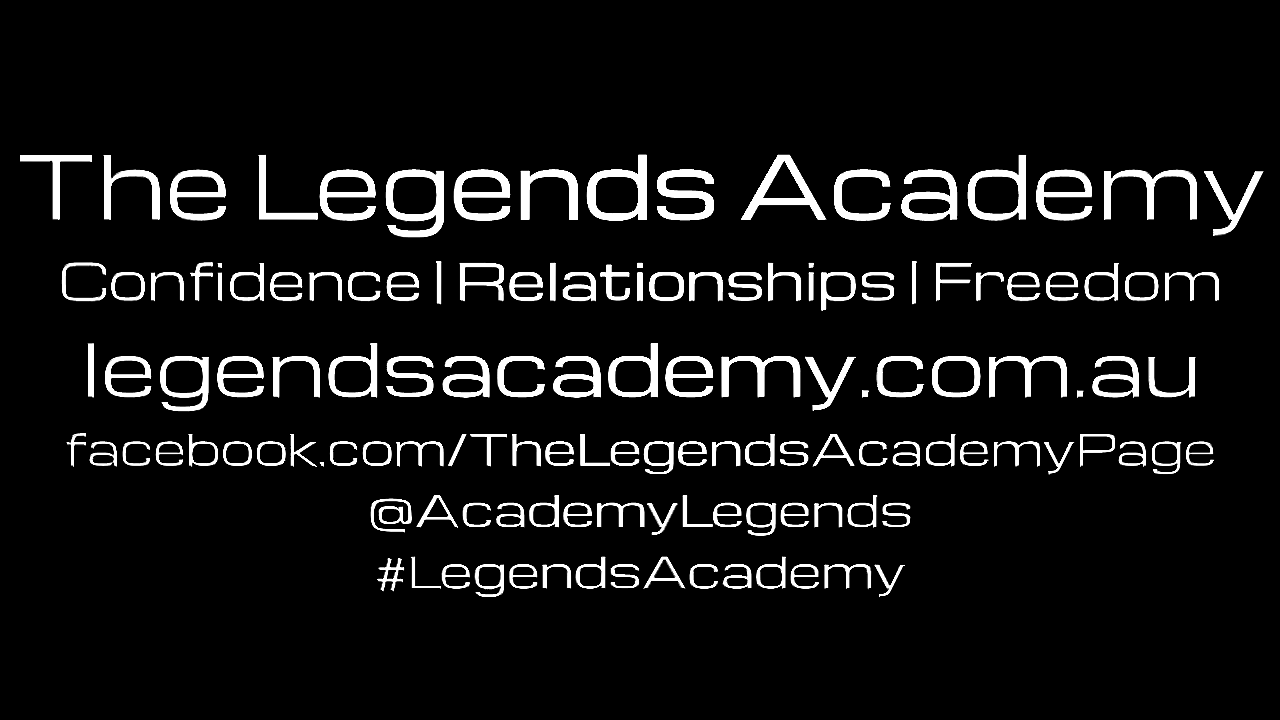 The Legends Academy
Confidence | Relationships | Freedom
legendsacademy.com.au
facebook.com/TheLegendsAcademyPage
@AcademyLegends
#LegendsAcademy